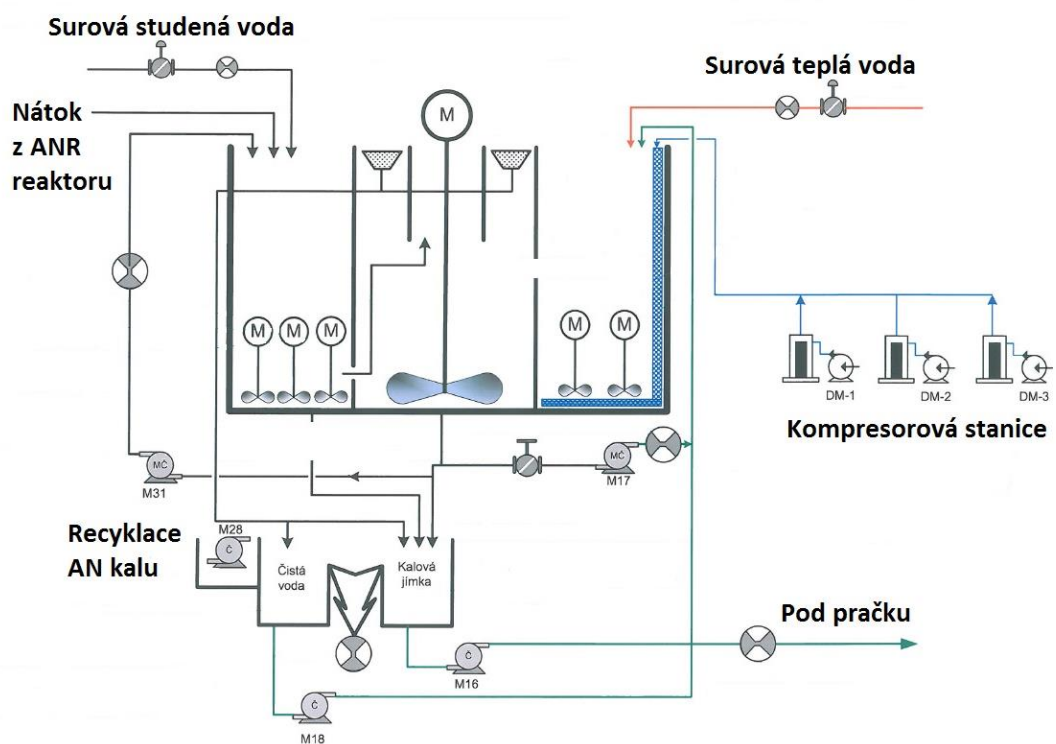 Surová studená voda
Surová teplá voda
Nátok
z ANR
reaktoru
M
M
M
M
M
M
DM-1
DM-2
DM-3
Kompresorová stanice
MČ
M31
MČ
M17
Recyklace
AN kalu
M28
Č
Čistá
voda
Kalová
jímka
Pod pračku
Č
M16
Č
M18